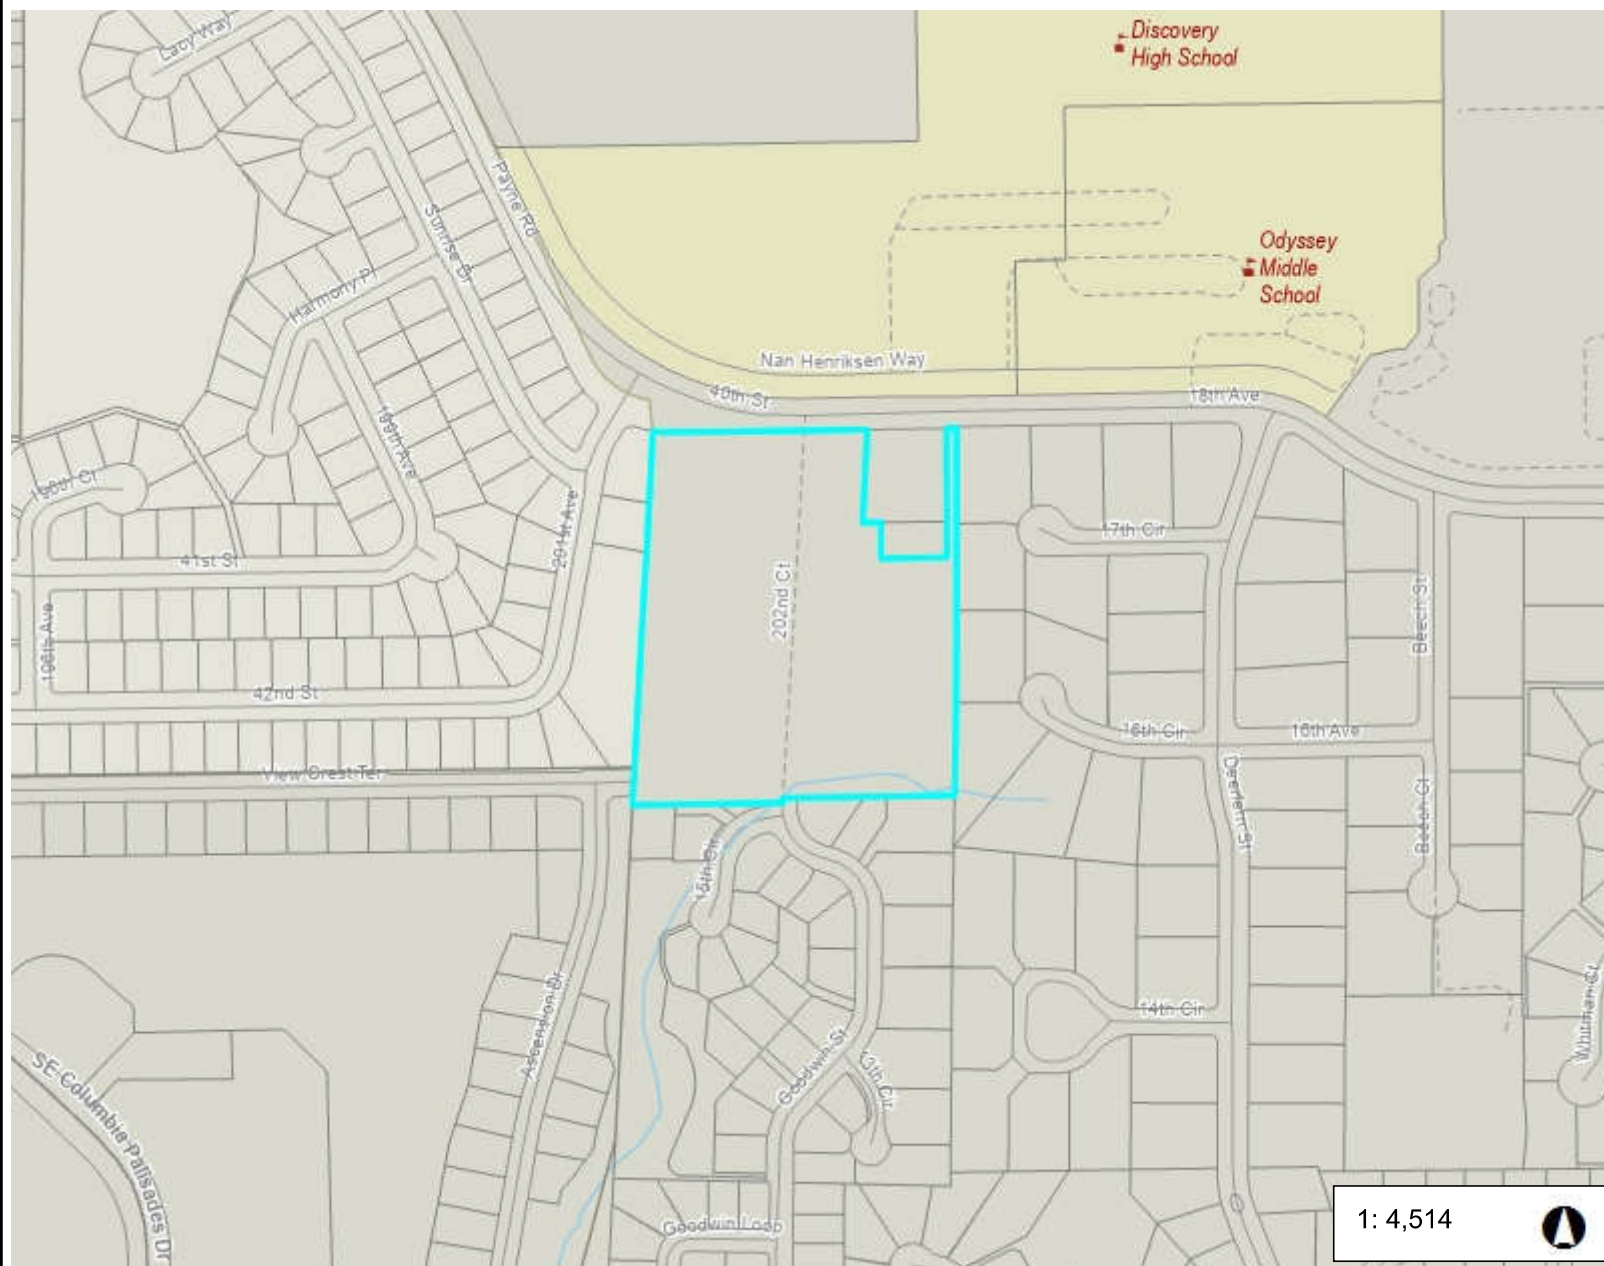 Discovery
High School
Lacy Way
Payne Rd
Sunrise Dr
Odyssey
Middle
School
Harmony Pl
Nan Henriksen Way
40th St
18th Ave
199th Ave
198th Ct
201st Ave
17th Cir
41st St
202nd Ct
Beech St
196th Ave
42nd St
16th Cir
16th Ave
View Crest Ter
Deerfern St
Beech Ct
15th Cir
Ascension Dr
14th Cir
Whitman Ct
Goodwin St
13th Cir
SE Columbia Palisades Dr
Goodwin Loop
1: 4,514